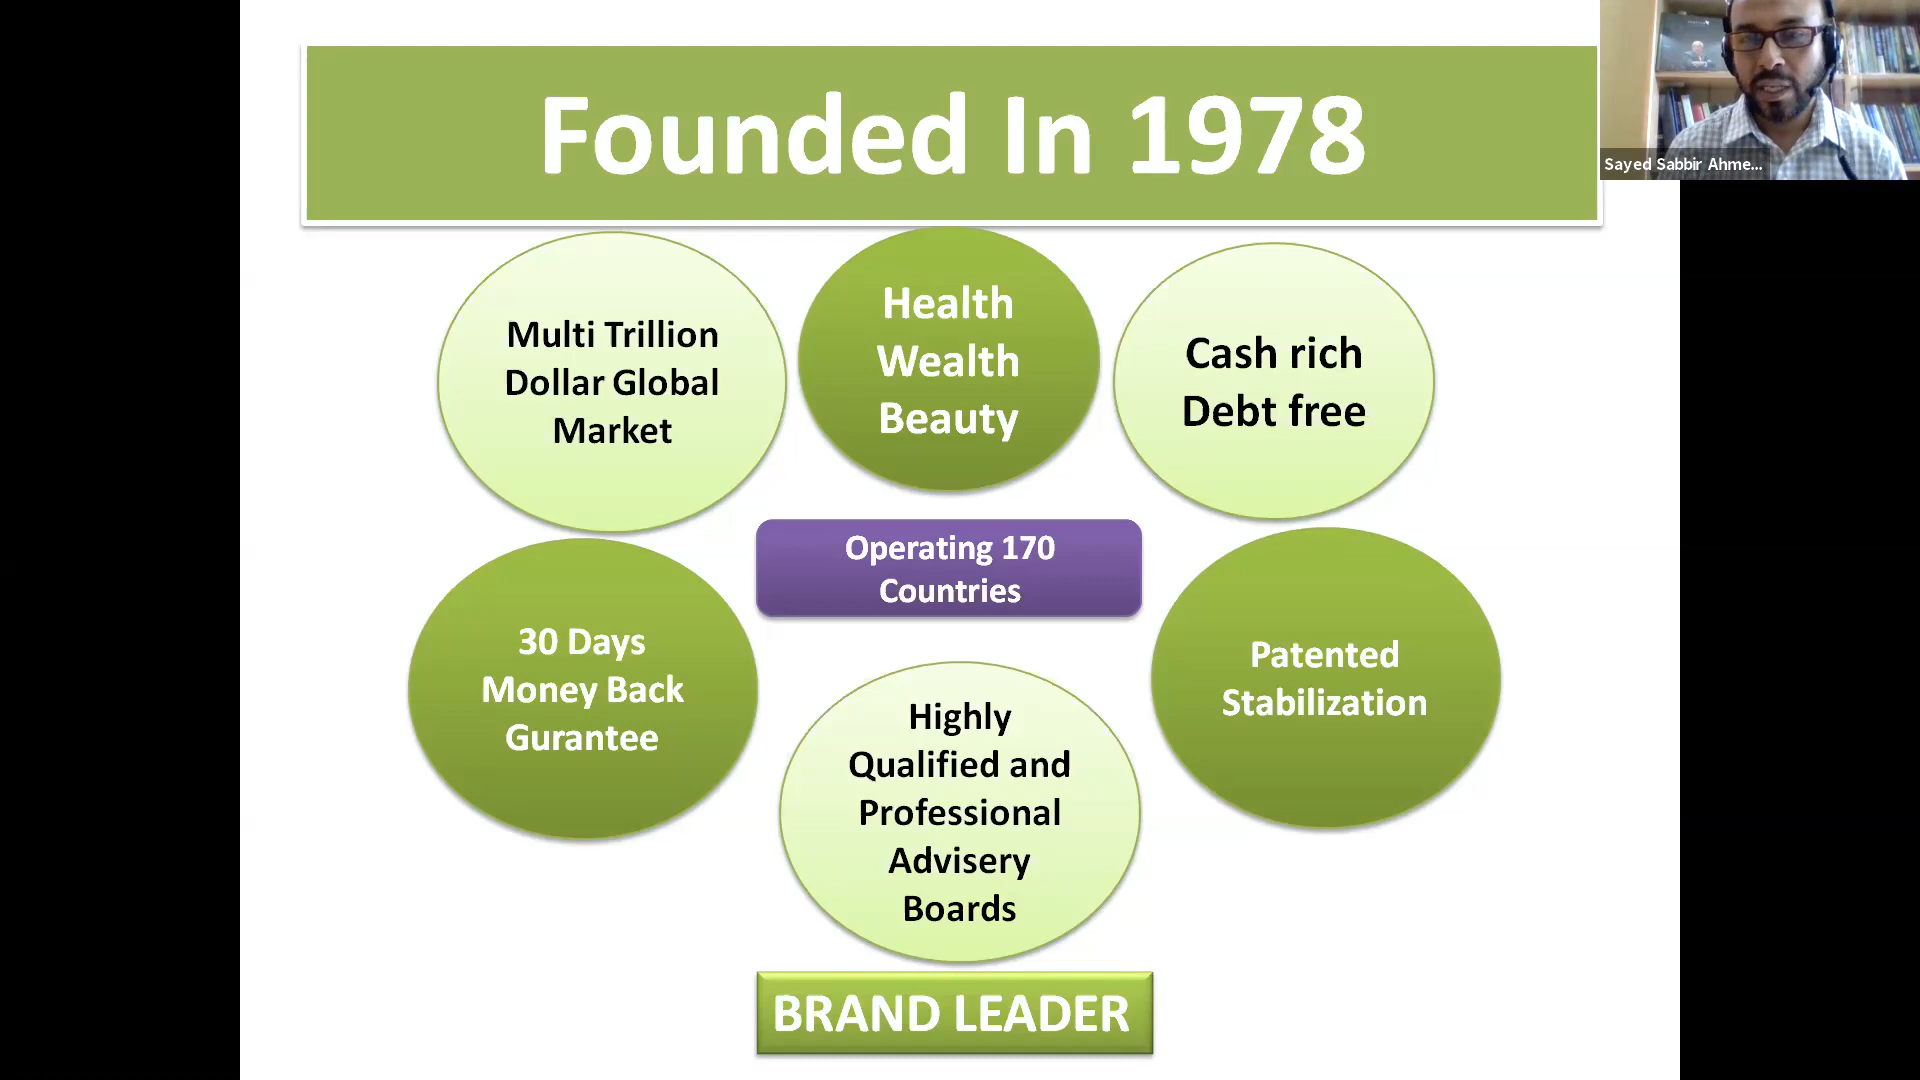 Founded In 1978
Sayed Sabbir Ahme...
Multi Trillion
Dollar Global
Market
Health
Wealth
Beauty
Cash rich
Debt free
Operating 170
Countries
30 Days
Money Back
Gurantee
Highly
Qualified and
Professional
Advisery
Boards
Patented
Stabilization
BRAND LEADER